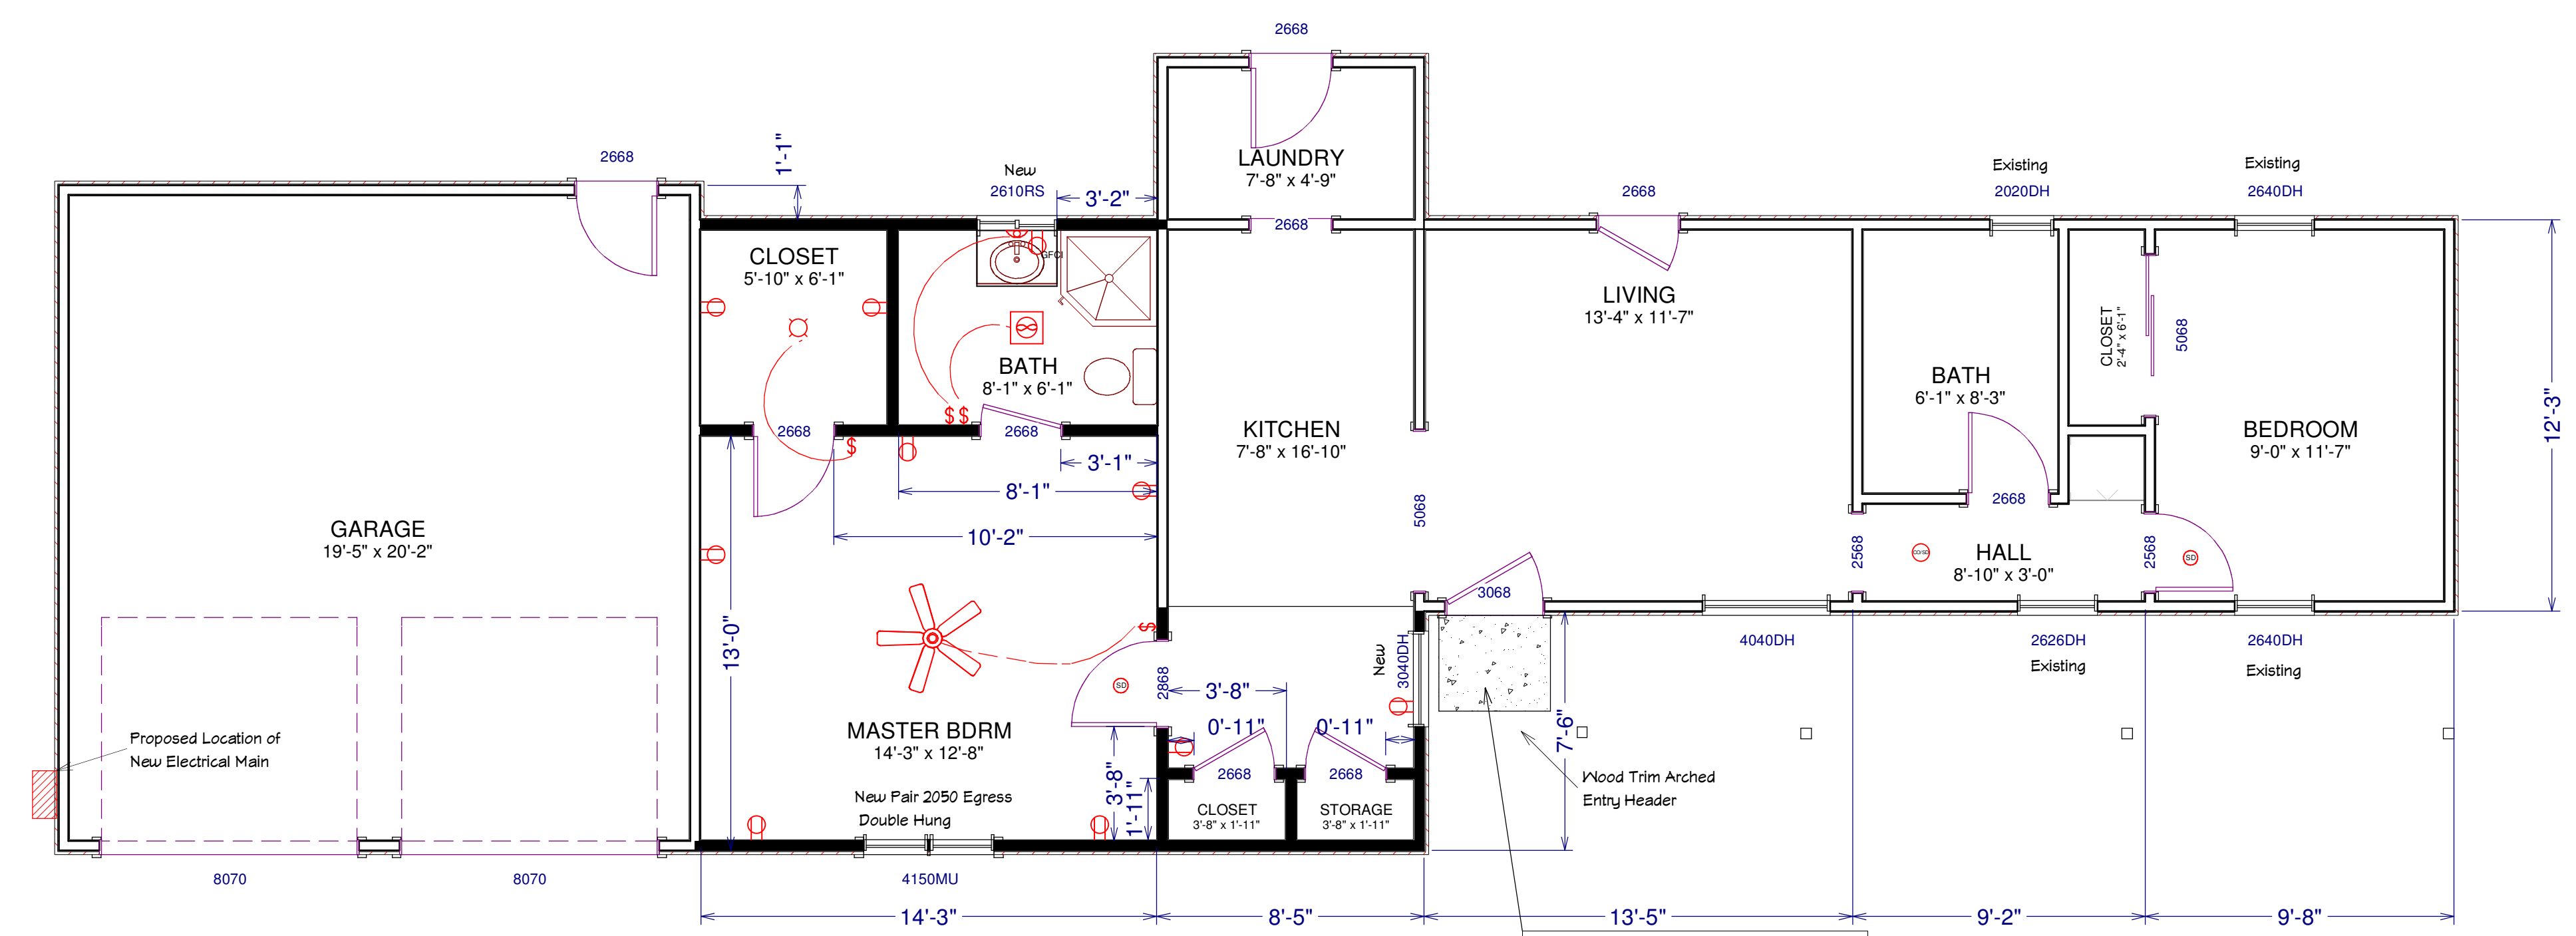 2668
2668
1'-1"
New
2610RS
3'-2"
LAUNDRY
7'-8" x 4'-9"
2668
2668
Existing
2020DH
Existing
2640DH
CLOSET
5'-10" x 6'-1"
GFCI
BATH
8'-1" x 6'-1"
$ $
2668
$
2668
3'-1"
8'-1"
10'-2"
KITCHEN
7'-8" x 16'-10"
LIVING
13'-4" x 11'-7"
5068
BATH
6'-1" x 8'-3"
2668
CLOSET
2'-4" x 6'-1"
5068
BEDROOM
9'-0" x 11'-7"
12'-3"
GARAGE
19'-5" x 20'-2"
13'-0"
2568
CO/SD
HALL
8'-10" x 3'-0"
2568
SD
3068
$
SD
2868
3'-8"
0'-11"
0'-11"
New
3040DH
4040DH
2626DH
Existing
2640DH
Existing
Proposed Location of
New Electrical Main
MASTER BDRM
14'-3" x 12'-8"
New Pair 2050 Egress
Double Hung
3'-8"
1'-11"
2668
2668
CLOSET
3'-8" x 1'-11"
STORAGE
3'-8" x 1'-11"
7'-6"
Wood Trim Arched
Entry Header
8070
8070
4150MU
14'-3"
8'-5"
13'-5"
9'-2"
9'-8"